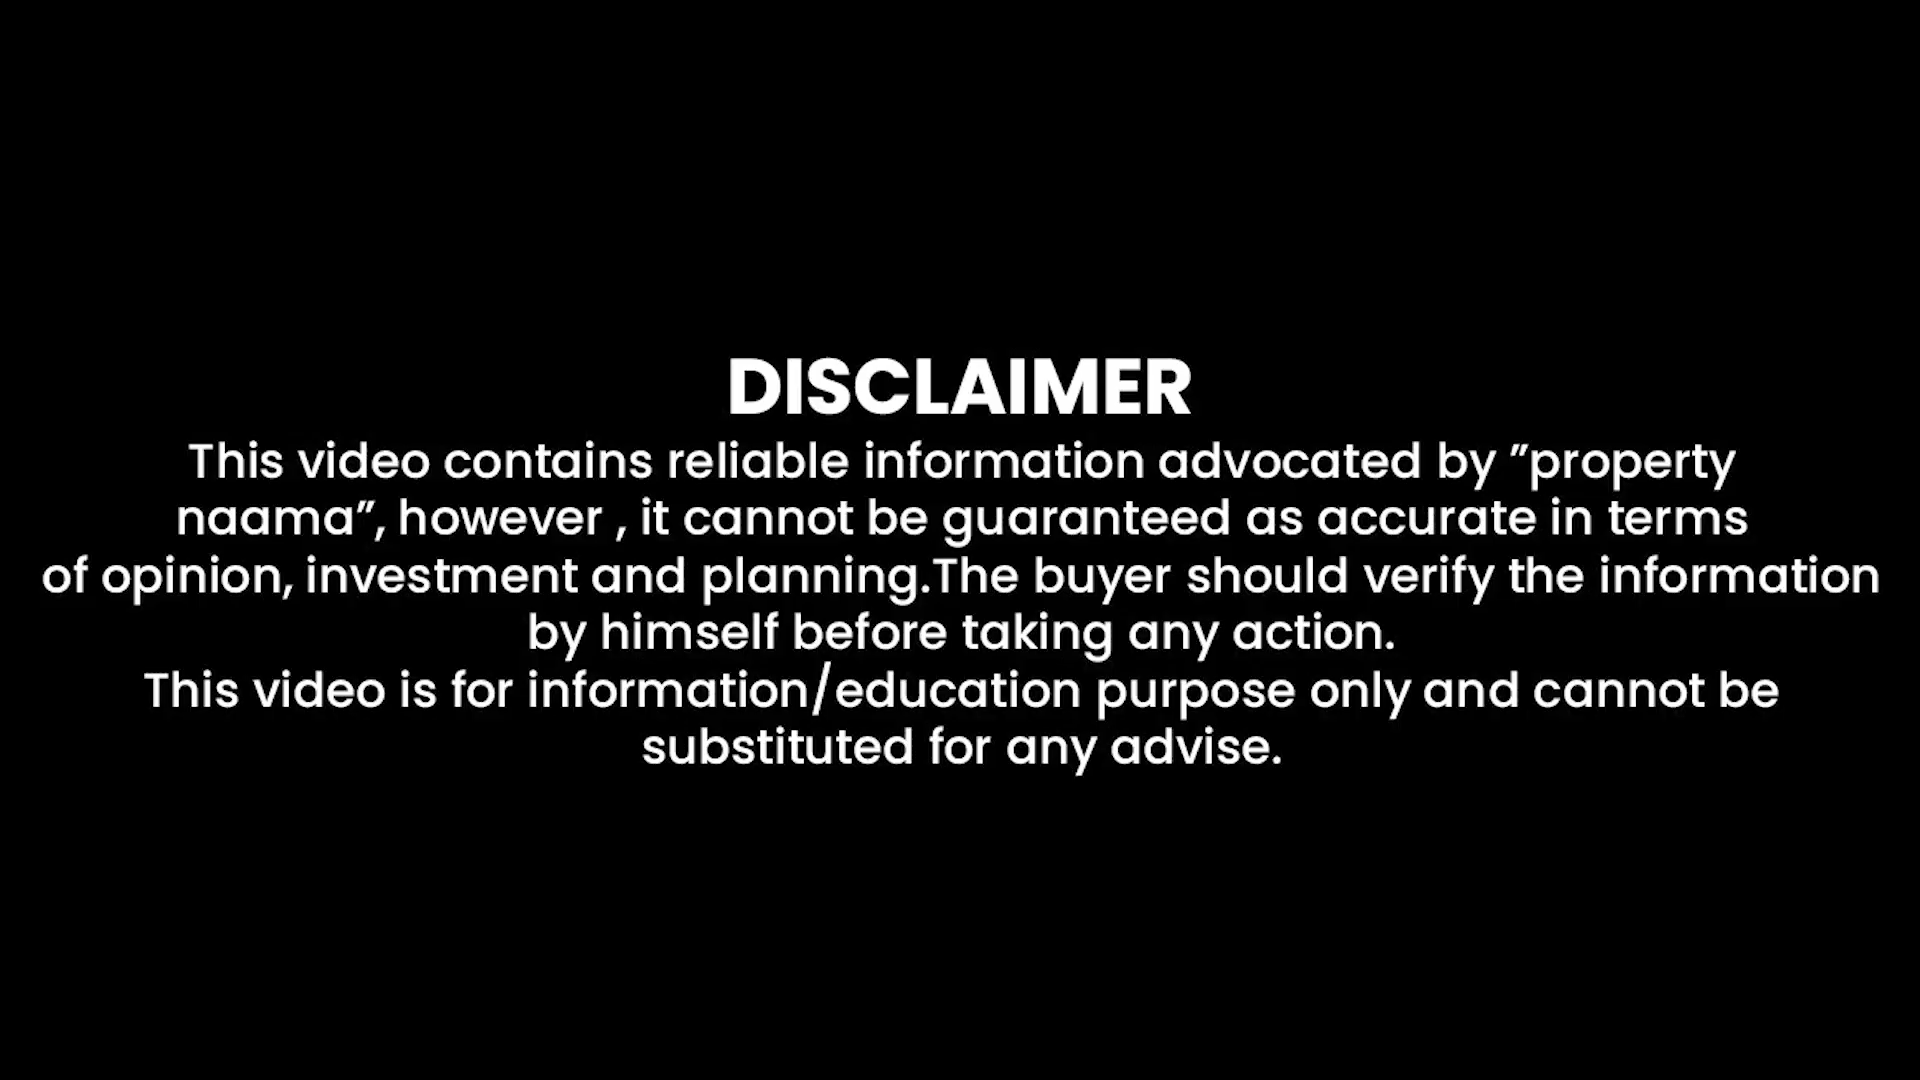 DISCLAIMER
This video contains reliable information advocated by ”property
naama”, however , it cannot be guaranteed as accurate in terms
of opinion, investment and planning.The buyer should verify the information
by himself before taking any action.
This video is for information/education purpose only and cannot be
substituted for any advise.